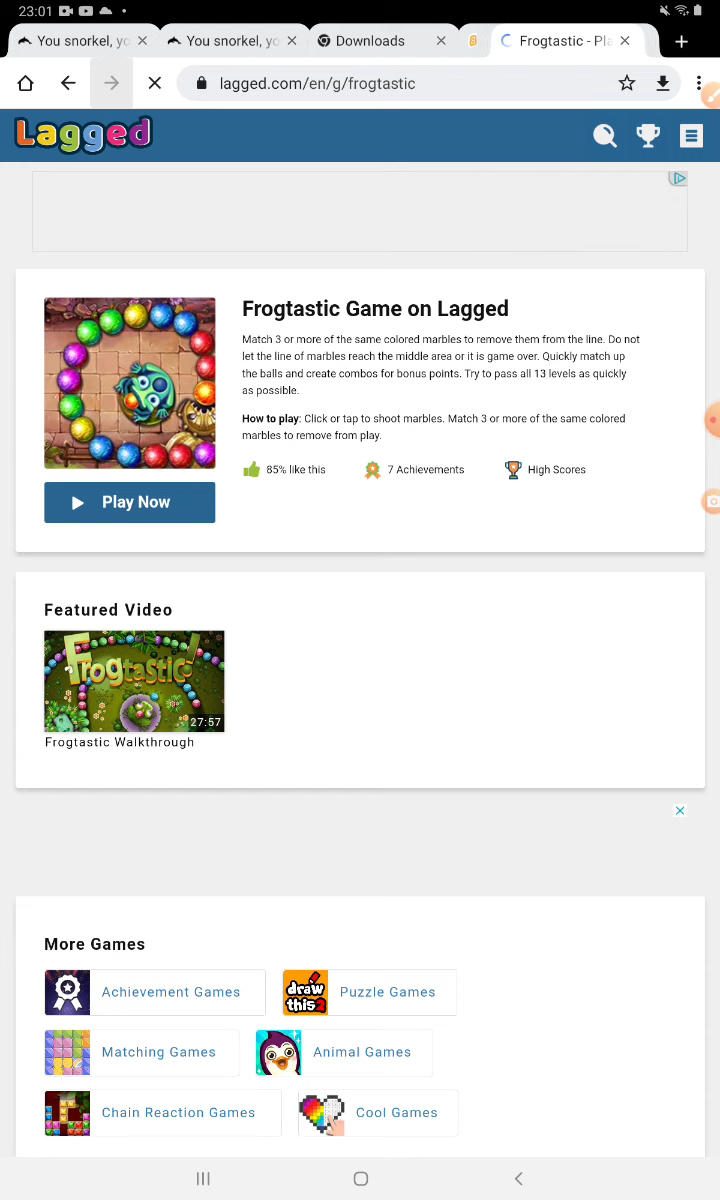 23:01
You snorkel, yo
You snorkel, yo
Downloads
Frogtastic - Pla
lagged.com/en/g/frogtastic
Lagged
Frogtastic Game on Lagged
Match 3 or more of the same colored marbles to remove them from the line. Do not
let the line of marbles reach the middle area or it is game over. Quickly match up
the balls and create combos for bonus points. Try to pass all 13 levels as quickly
as possible.
How to play: Click or tap to shoot marbles. Match 3 or more of the same colored
marbles to remove from play.
85% like this
7 Achievements
High Scores
Play Now
Featured Video
Frogtastic!
27:57
Frogtastic Walkthrough
More Games
Achievement Games
draw
this2
Puzzle Games
Matching Games
Animal Games
Chain Reaction Games
Cool Games